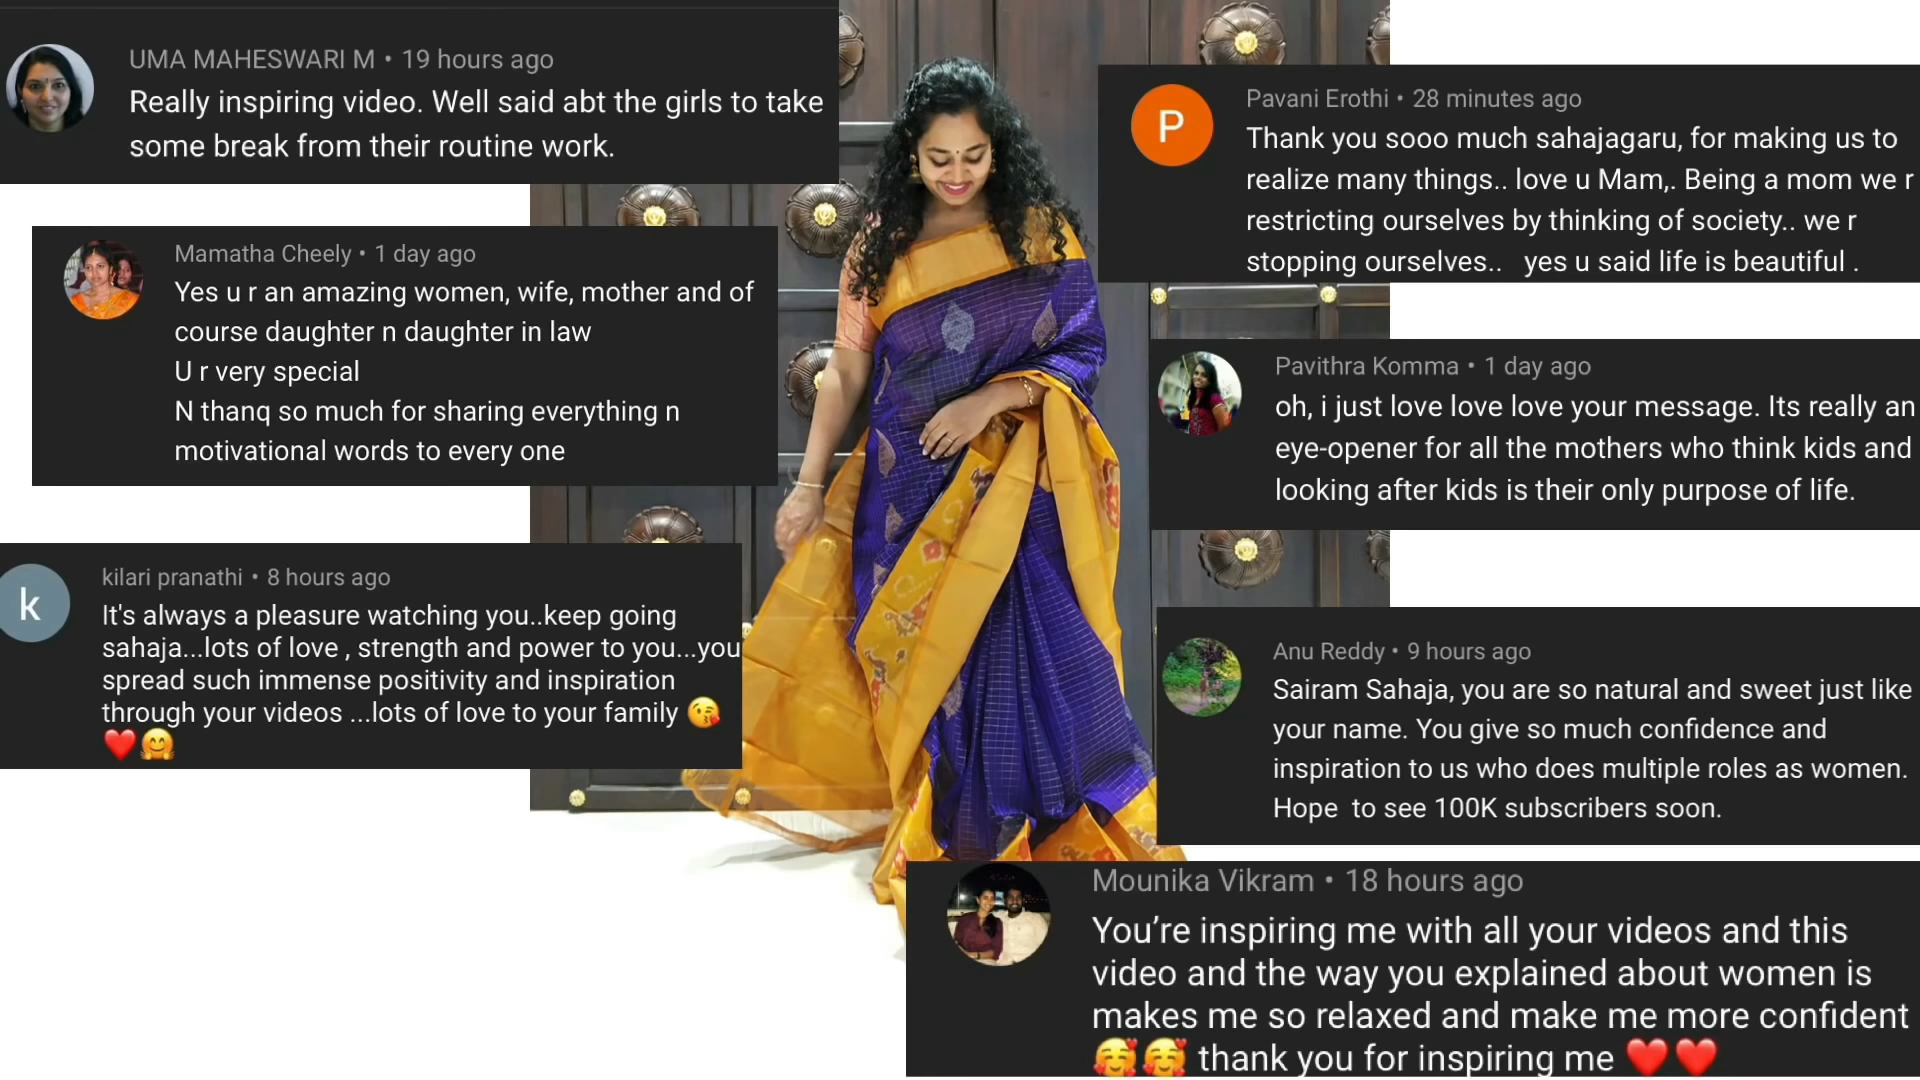 UMA MAHESWARI M • 19 hours ago
Really inspiring video. Well said abt the girls to take
some break from their routine work.
Mamatha Cheely • 1 day ago
Yes u r an amazing women, wife, mother and of
course daughter n daughter in law
U r very special
N thanq so much for sharing everything n
motivational words to every one
k
kilari pranathi • 8 hours ago
It's always a pleasure watching you..keep going
sahaja...lots of love , strength and power to you...you
spread such immense positivity and inspiration
through your videos ...lots of love to your family 😘
❤️🤗
P
Pavani Erothi • 28 minutes ago
Thank you sooo much sahajagaru, for making us to
realize many things.. love u Mam,. Being a mom we r
restricting ourselves by thinking of society.. we r
stopping ourselves.. yes u said life is beautiful .
Pavithra Komma • 1 day ago
oh, i just love love love your message. Its really an
eye-opener for all the mothers who think kids and
looking after kids is their only purpose of life.
Anu Reddy • 9 hours ago
Sairam Sahaja, you are so natural and sweet just like
your name. You give so much confidence and
inspiration to us who does multiple roles as women.
Hope to see 100K subscribers soon.
Mounika Vikram • 18 hours ago
You’re inspiring me with all your videos and this
video and the way you explained about women is
makes me so relaxed and make me more confident
🥰🥰 thank you for inspiring me ❤️❤️